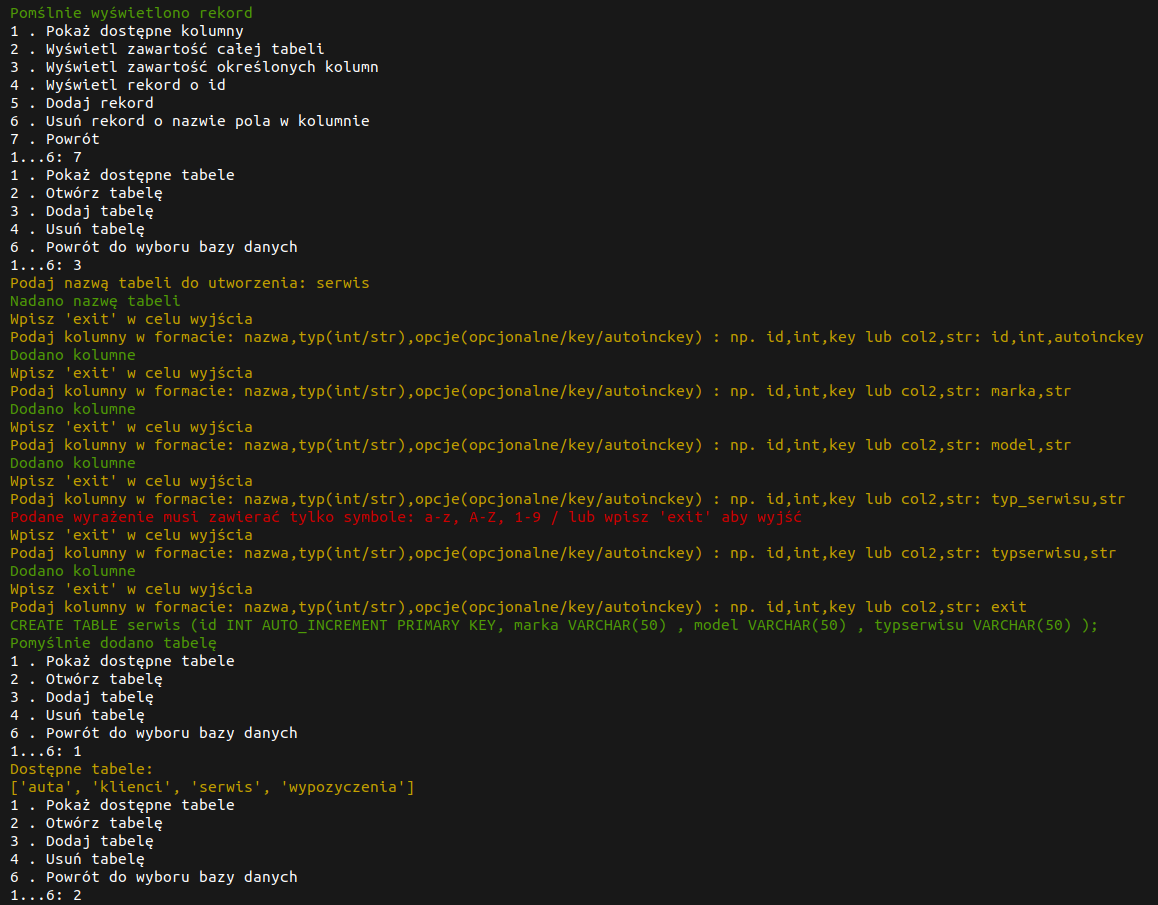 Pomślnie wyświetlono rekord
1 . Pokaż dostępne kolumny
2 . Wyświetl zawartość całej tabeli
3 . Wyświetl zawartość określonych kolumn
4 . Wyświetl rekord o id
5 . Dodaj rekord
6 . Usuń rekord o nazwie pola w kolumnie
7 . Powrót
1...6: 7
1 . Pokaż dostępne tabele
2 . Otwórz tabelę
3 . Dodaj tabelę
4 . Usuń tabelę
6 . Powrót do wyboru bazy danych
1...6: 3
Podaj nazwą tabeli do utworzenia: serwis
Nadano nazwę tabeli
Wpisz 'exit' w celu wyjścia
Podaj kolumny w formacie: nazwa,typ(int/str),opcje(opcjonalne/key/autoinckey) : np. id,int,key lub col2,str: id,int,autoinckey
Dodano kolumne
Wpisz 'exit' w celu wyjścia
Podaj kolumny w formacie: nazwa,typ(int/str),opcje(opcjonalne/key/autoinckey) : np. id,int,key lub col2,str: marka,str
Dodano kolumne
Wpisz 'exit' w celu wyjścia
Podaj kolumny w formacie: nazwa,typ(int/str),opcje(opcjonalne/key/autoinckey) : np. id,int,key lub col2,str: model,str
Dodano kolumne
Wpisz 'exit' w celu wyjścia
Podaj kolumny w formacie: nazwa,typ(int/str),opcje(opcjonalne/key/autoinckey) : np. id,int,key lub col2,str: typ_serwisu,str
Podane wyrażenie musi zawierać tylko symbole: a-z, A-Z, 1-9 / lub wpisz 'exit' aby wyjść
Wpisz 'exit' w celu wyjścia
Podaj kolumny w formacie: nazwa,typ(int/str),opcje(opcjonalne/key/autoinckey) : np. id,int,key lub col2,str: typserwisu,str
Dodano kolumne
Wpisz 'exit' w celu wyjścia
Podaj kolumny w formacie: nazwa,typ(int/str),opcje(opcjonalne/key/autoinckey) : np. id,int,key lub col2,str: exit
CREATE TABLE serwis (id INT AUTO_INCREMENT PRIMARY KEY, marka VARCHAR(50) , model VARCHAR(50) , typserwisu VARCHAR(50) );
Pomyślnie dodano tabelę
1 . Pokaż dostępne tabele
2 . Otwórz tabelę
3 . Dodaj tabelę
4 . Usuń tabelę
6 . Powrót do wyboru bazy danych
1...6: 1
Dostępne tabele:
['auta', 'klienci', 'serwis', 'wypozyczenia']
1 . Pokaż dostępne tabele
2 . Otwórz tabelę
3 . Dodaj tabelę
4 . Usuń tabelę
6 . Powrót do wyboru bazy danych
1...6: 2